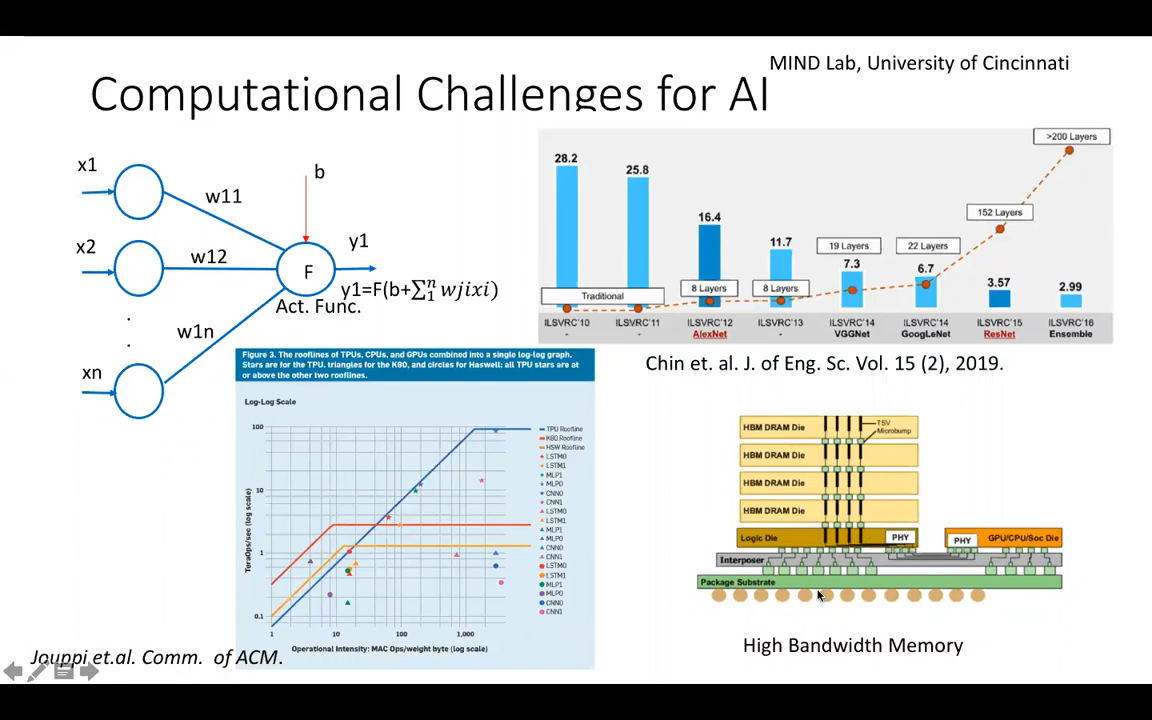 MIND Lab, University of Cincinnati
Computational Challenges for AI
x1
w11
b
x2
w12
F
y1
Act. Func.
y1=F(b+∑₁ⁿ wjixi)
.
.
w1n
xn
28.2
25.8
16.4
11.7
7.3
6.7
3.57
2.99
Traditional
8 Layers
8 Layers
19 Layers
22 Layers
152 Layers
>200 Layers
ILSVRC'10
-
ILSVRC'11
-
ILSVRC'12
AlexNet
ILSVRC'13
-
ILSVRC'14
VGGNet
ILSVRC'14
GoogLeNet
ILSVRC'15
ResNet
ILSVRC'16
Ensemble
Chin et. al. J. of Eng. Sc. Vol. 15 (2), 2019.
Figure 3. The rooflines of TPUs, CPUs, and GPUs combined into a single log-log graph.
Stars are for the TPU, triangles for the K80, and circles for Haswell; all TPU stars are at
or above the other two rooflines.
Log-Log Scale
TeraOps/sec (log scale)
100
10
1
0.1
1
10
100
1,000
Operational Intensity: MAC Ops/weight byte (log scale)
TPU Roofline
K80 Roofline
HSW Roofline
LSTM0
LSTM1
MLP1
MLP0
CNN0
CNN1
LSTM0
LSTM1
MLP1
MLP0
CNN0
CNN1
LSTM0
LSTM1
MLP1
MLP0
CNN0
CNN1
Jouppi et.al. Comm. of ACM.
HBM DRAM Die
HBM DRAM Die
HBM DRAM Die
HBM DRAM Die
TSV
Microbump
Logic Die
PHY
PHY
GPU/CPU/Soc Die
Interposer
Package Substrate
High Bandwidth Memory